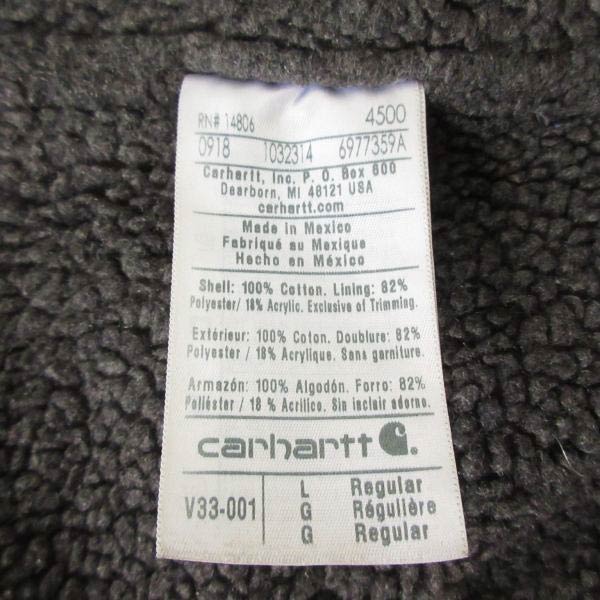 RN# 14806 4500
0918 1032314 6977359A
Carhartt, Inc. P. O. Box 600
Dearborn, MI 48121 USA
carhartt.com
Made in Mexico
Fabriqué au Mexique
Hecho en México
Shell: 100% Cotton. Lining: 82%
Polyester/ 18% Acrylic. Exclusive of Trimming.
Extérieur: 100% Coton. Doublure: 82%
Polyester / 18% Acrylique. Sans garniture.
Armazón: 100% Algodón. Forro: 82%
Poliéster / 18 % Acrilico. Sin incluir adorno.
carhartt
V33-001 L Regular
G Régulière
G Regular